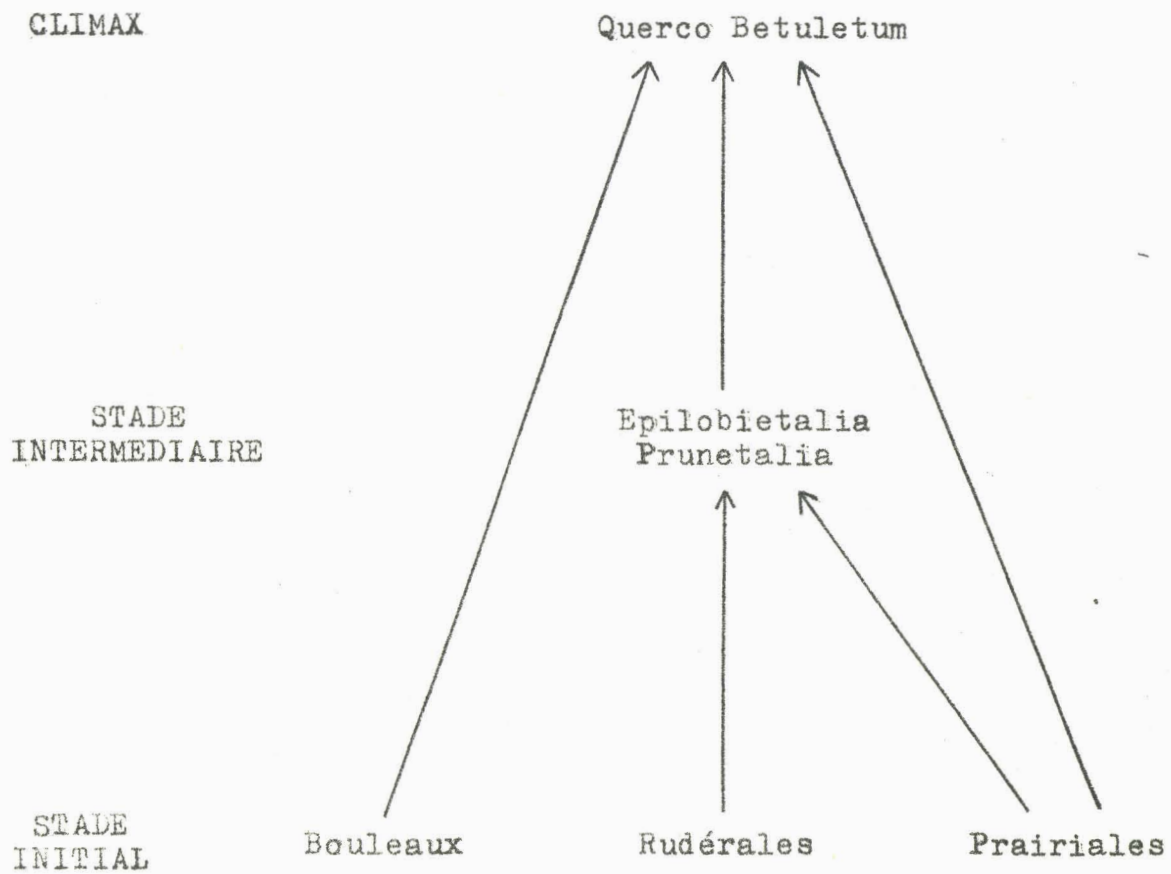 CLIMAX
Querco Betuletum
STADE
INTERMEDIAIRE
Epilobietalia
Prunetalia
STADE
INITIAL
Bouleaux
Rudérales
Prairiales